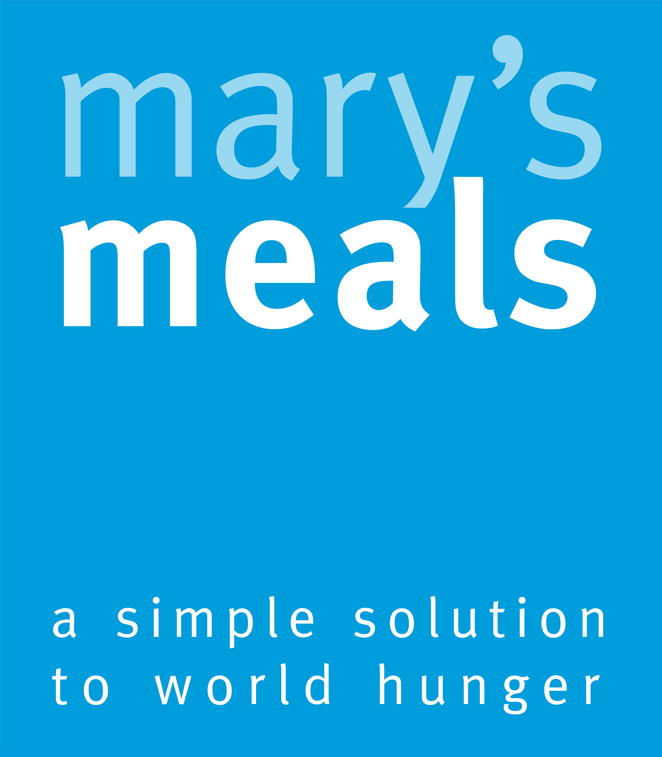 mary’s
meals
a simple solution
to world hunger